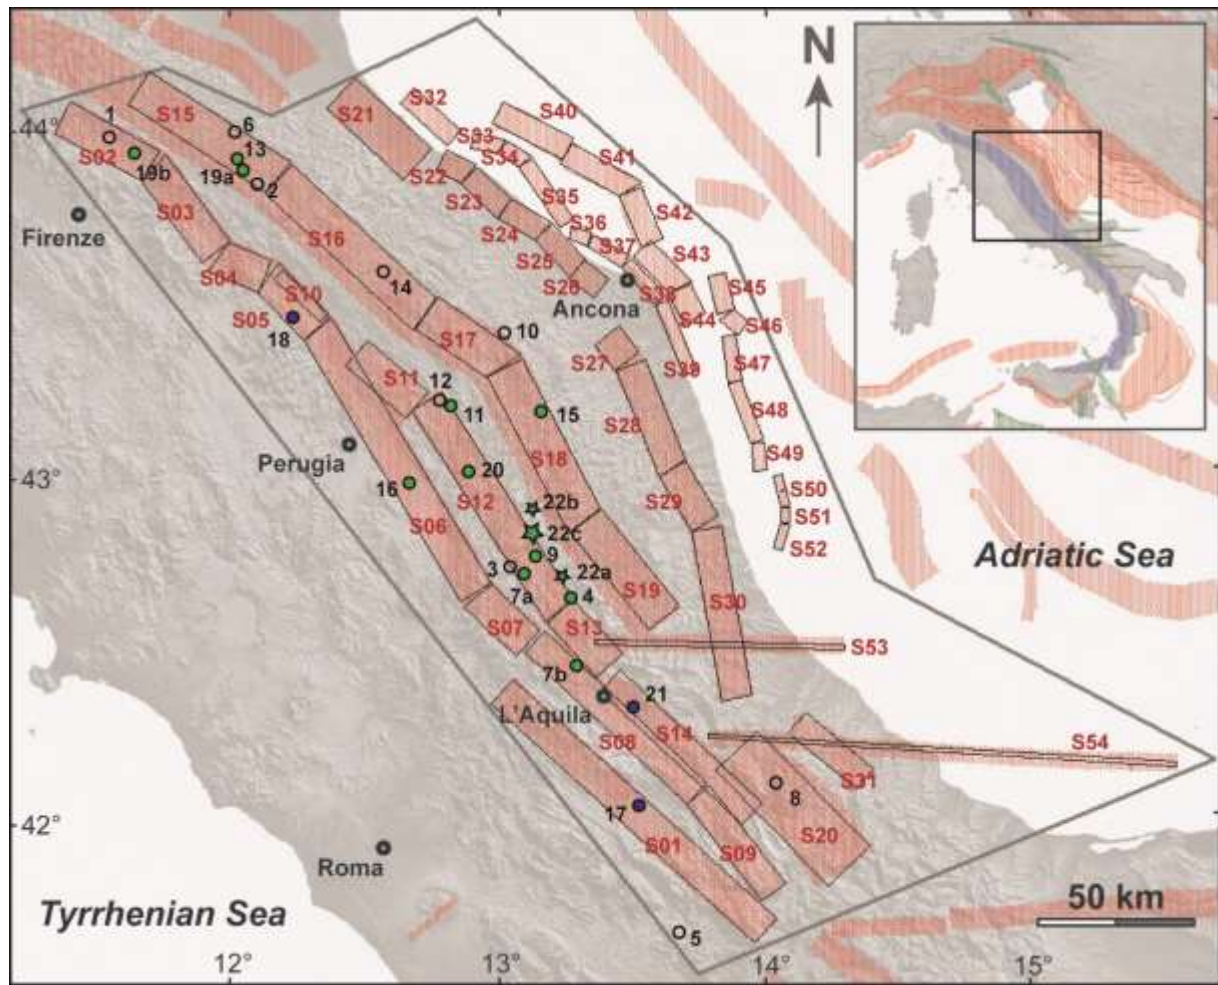 N
S40
S32
S15
S21
1
6
44°
S33
S41
S34
S02
13
19b
19a
2
S22
S35
S03
S23
S42
S36
Firenze
S16
S24
S37
S43
S25
S04
S26
14
S10
Ancona
S38
S45
S05
S44
S46
18
S17
10
S27
S47
S39
S11
12
11
15
S48
S28
Perugia
S18
S49
43°
20
16
S12
22b
S50
S29
S51
S06
22c
S52
9
Adriatic Sea
3
22a
7a
4
S19
S30
S07
S13
S53
7b
21
L'Aquila
S14
S08
S54
S31
8
17
S20
S01
S09
42°
Roma
50 km
Tyrrhenian Sea
5
12°
13°
14°
15°